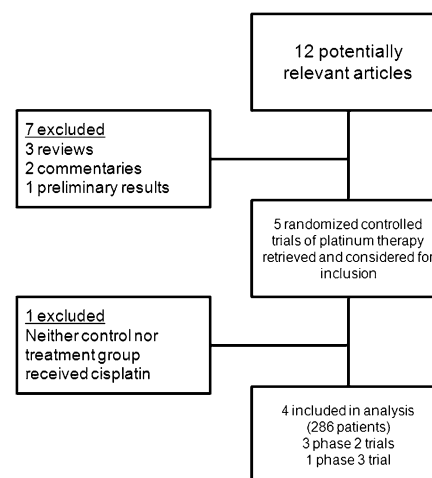 12 potentially
relevant articles
7 excluded
3 reviews
2 commentaries
1 preliminary results
5 randomized controlled
trials of platinum therapy
retrieved and considered for
inclusion
1 excluded
Neither control nor
treatment group
received cisplatin
4 included in analysis
(286 patients)
3 phase 2 trials
1 phase 3 trial